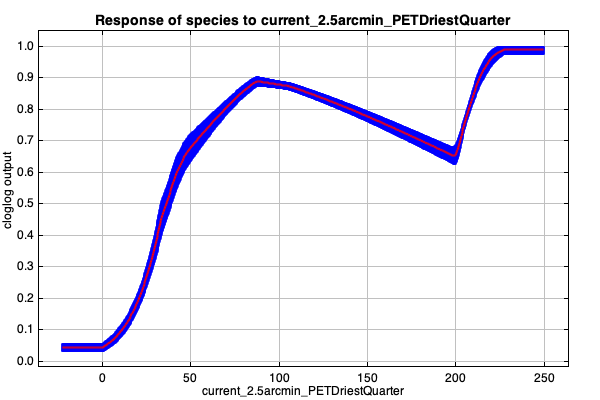 Response of species to current_2.5arcmin_PETDriestQuarter
1.0
0.9
0.8
0.7
0.6
0.5
0.4
0.3
0.2
0.1
0.0
cloglog output
0 50 100 150 200 250
current_2.5arcmin_PETDriestQuarter